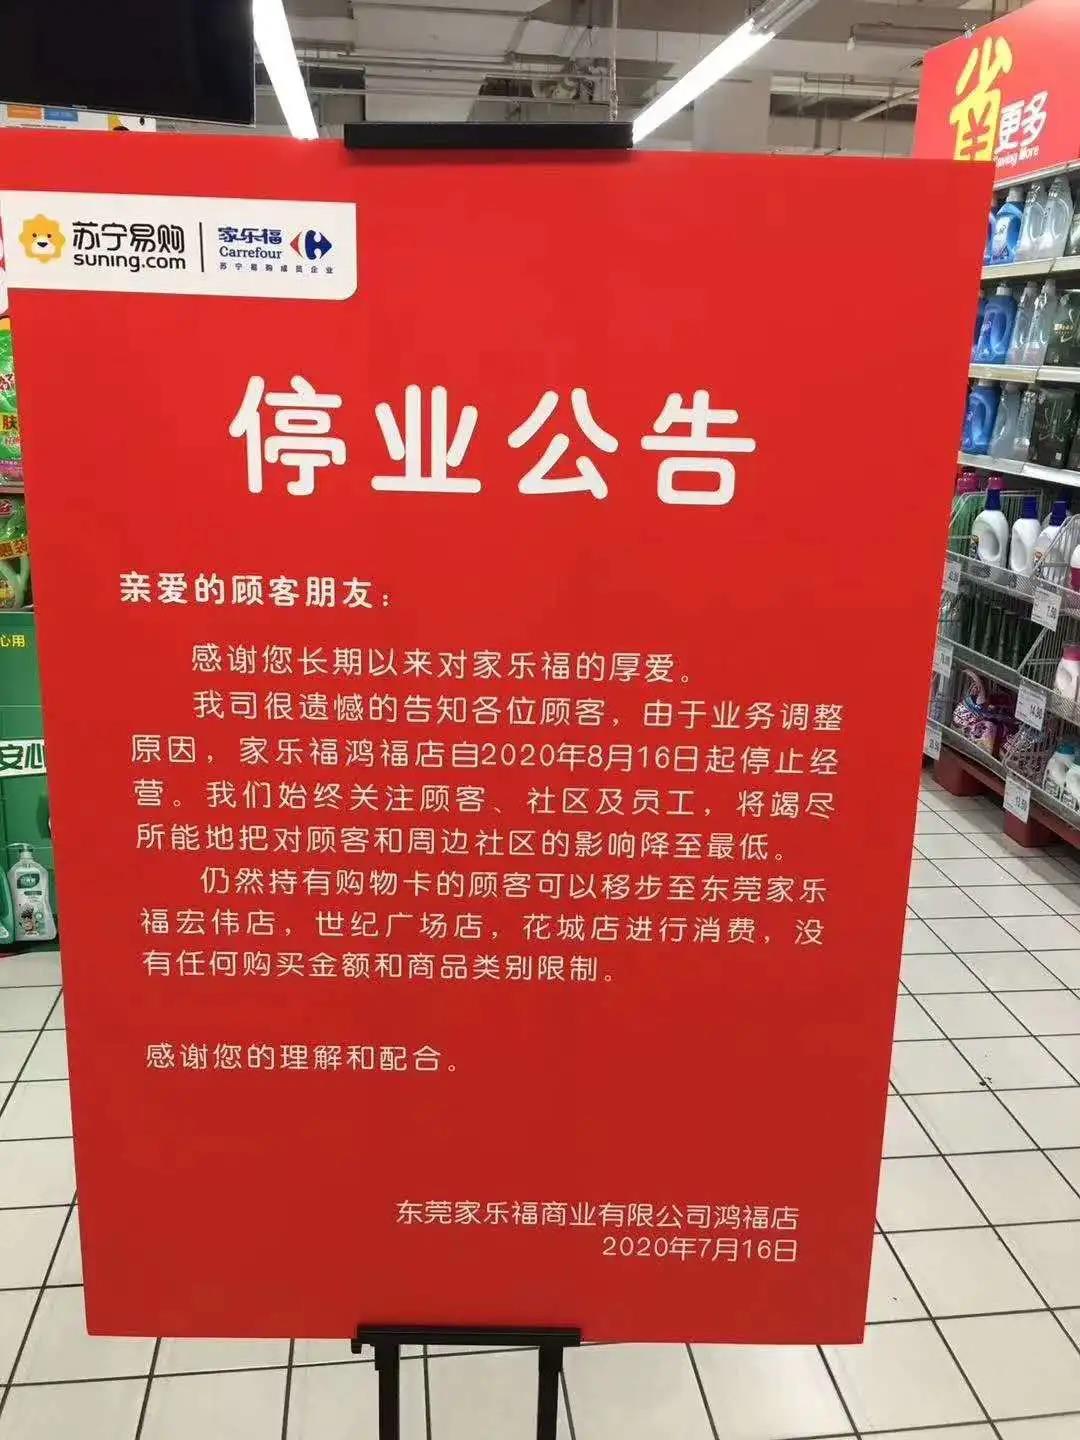 省更多
Saving More
苏宁易购
suning.com
家乐福
Carrefour
苏宁易购成员企业
停业公告
亲爱的顾客朋友：
感谢您长期以来对家乐福的厚爱。
我司很遗憾的告知各位顾客，由于业务调整
原因，家乐福鸿福店自2020年8月16日起停止经
营。我们始终关注顾客、社区及员工，将竭尽
所能地把对顾客和周边社区的影响降至最低。
仍然持有购物卡的顾客可以移步至东莞家乐
福宏伟店，世纪广场店，花城店进行消费，没
有任何购买金额和商品类别限制。
感谢您的理解和配合。
东莞家乐福商业有限公司鸿福店
2020年7月16日
心用
安心